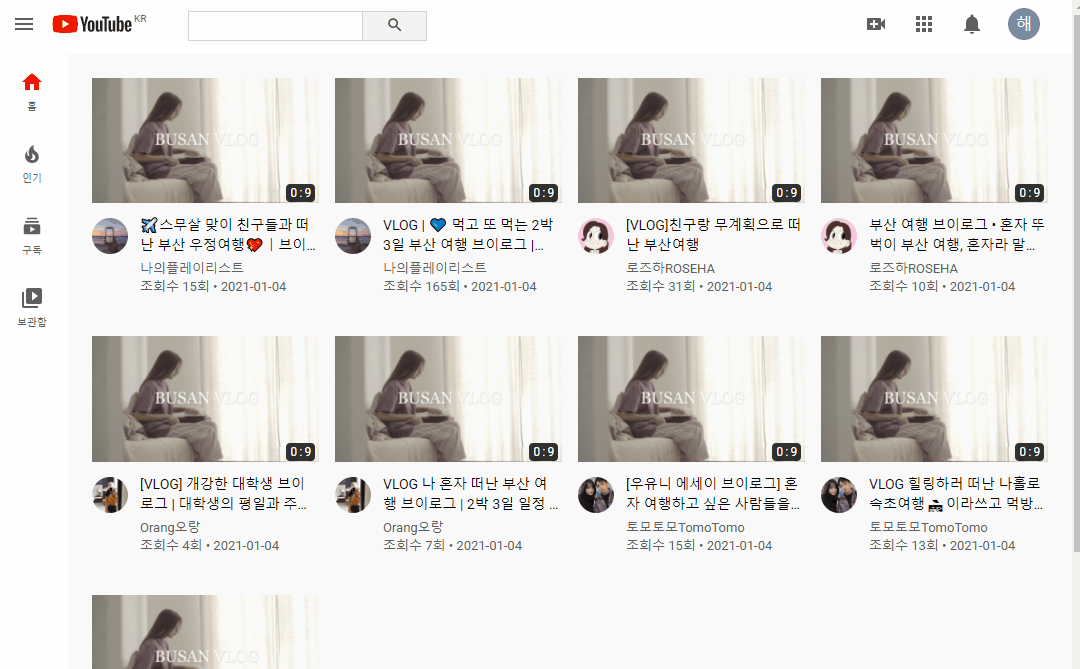 YouTube KR
해
홈
인기
구독
보관함
BUSAN VLOG
0:9
BUSAN VLOG
0:9
BUSAN VLOG
0:9
BUSAN VLOG
0:9
✈️스무살 맞이 친구들과 떠
난 부산 우정여행❤️ㅣ브이...
나의플레이리스트
조회수 15회 • 2021-01-04
VLOG | 💙 먹고 또 먹는 2박
3일 부산 여행 브이로그 |...
나의플레이리스트
조회수 165회 • 2021-01-04
[VLOG]친구랑 무계획으로 떠
난 부산여행
로즈하ROSEHA
조회수 31회 • 2021-01-04
부산 여행 브이로그 • 혼자 뚜
벅이 부산 여행, 혼자라 말...
로즈하ROSEHA
조회수 10회 • 2021-01-04
BUSAN VLOG
0:9
BUSAN VLOG
0:9
BUSAN VLOG
0:9
BUSAN VLOG
0:9
[VLOG] 개강한 대학생 브이
로그 | 대학생의 평일과 주...
Orang오랑
조회수 4회 • 2021-01-04
VLOG 나 혼자 떠난 부산 여
행 브이로그 | 2박 3일 일정 ...
Orang오랑
조회수 7회 • 2021-01-04
[우유니 에세이 브이로그] 혼
자 여행하고 싶은 사람들을...
토모토모TomoTomo
조회수 15회 • 2021-01-04
VLOG 힐링하러 떠난 나홀로
속초여행 🏊 이라쓰고 먹방...
토모토모TomoTomo
조회수 13회 • 2021-01-04
BUSAN VLOG